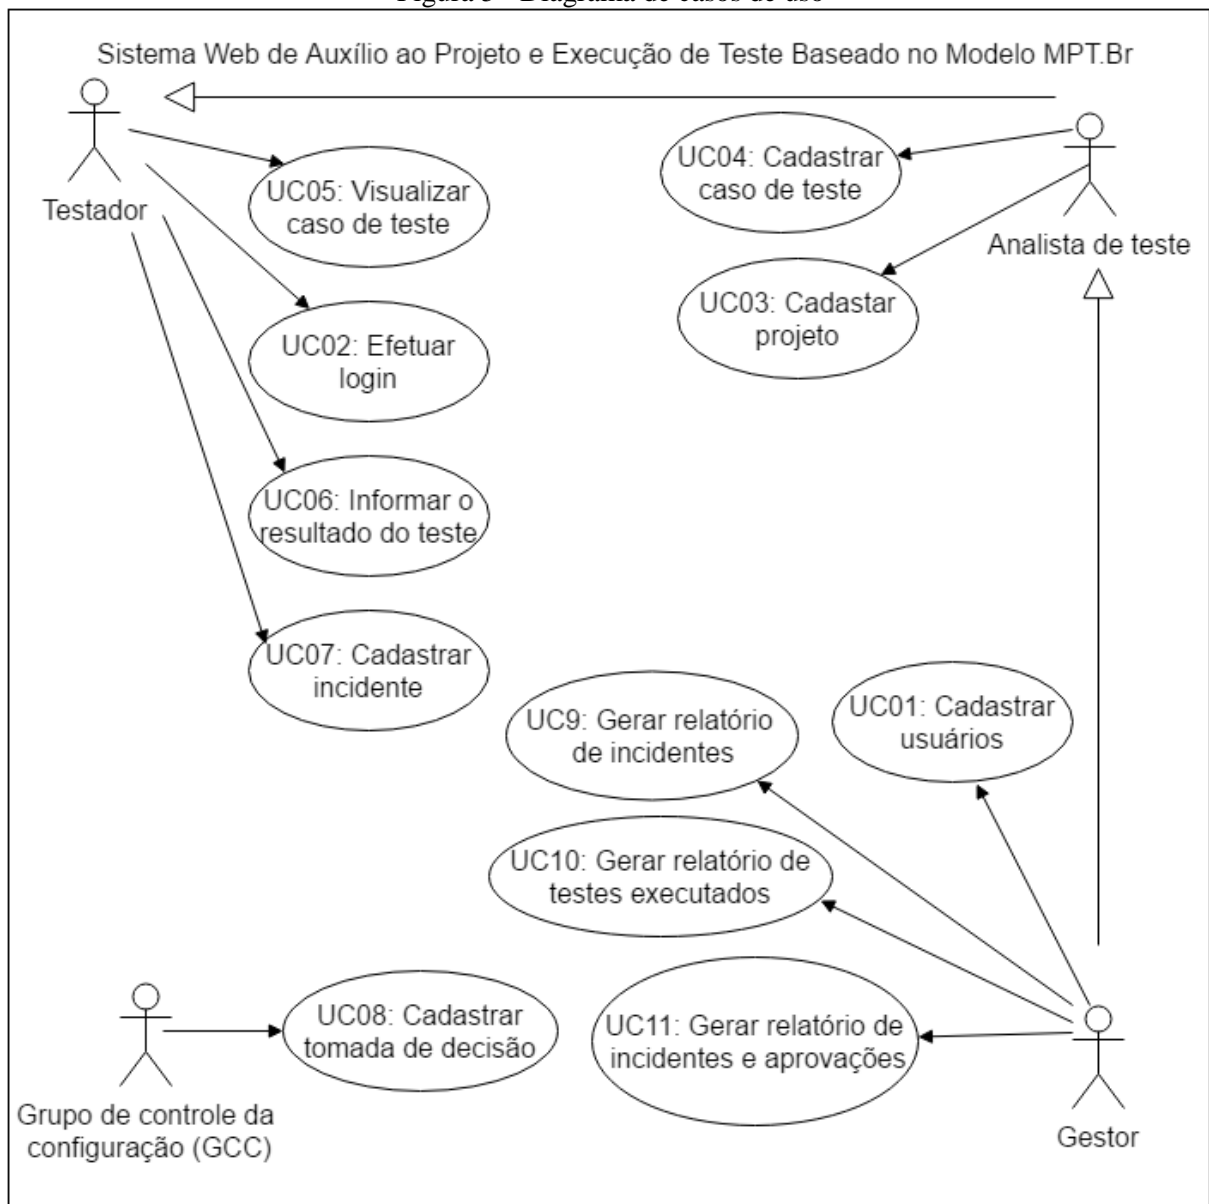 Figura 3 - Diagrama de casos de uso
Sistema Web de Auxílio ao Projeto e Execução de Teste Baseado no Modelo MPT.Br
Testador
UC05: Visualizar
caso de teste
UC02: Efetuar
login
UC06: Informar o
resultado do teste
UC07: Cadastrar
incidente
UC04: Cadastrar
caso de teste
Analista de teste
UC03: Cadastar
projeto
UC9: Gerar relatório
de incidentes
UC01: Cadastrar
usuários
UC10: Gerar relatório de
testes executados
UC08: Cadastrar
tomada de decisão
UC11: Gerar relatório de
incidentes e aprovações
Grupo de controle da
configuração (GCC)
Gestor